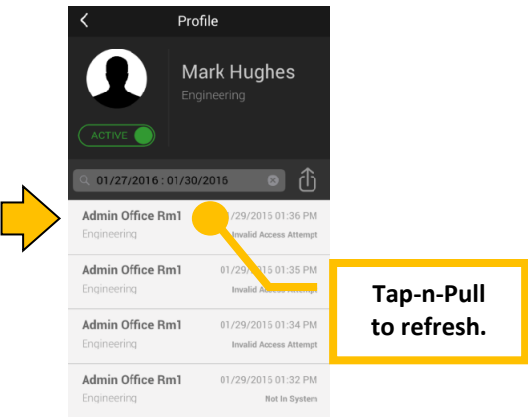 Profile
Mark Hughes
Engineering
ACTIVE
01/27/2016 : 01/30/2016
Admin Office Rm1 1/29/2015 01:36 PM
Engineering Invalid Access Attempt
Admin Office Rm1 01/29/2015 01:35 PM
Engineering Invalid Access Attempt
Admin Office Rm1 01/29/2015 01:34 PM
Engineering Invalid Access Attempt
Admin Office Rm1 01/29/2015 01:32 PM
Engineering Not In System
Tap-n-Pull
to refresh.